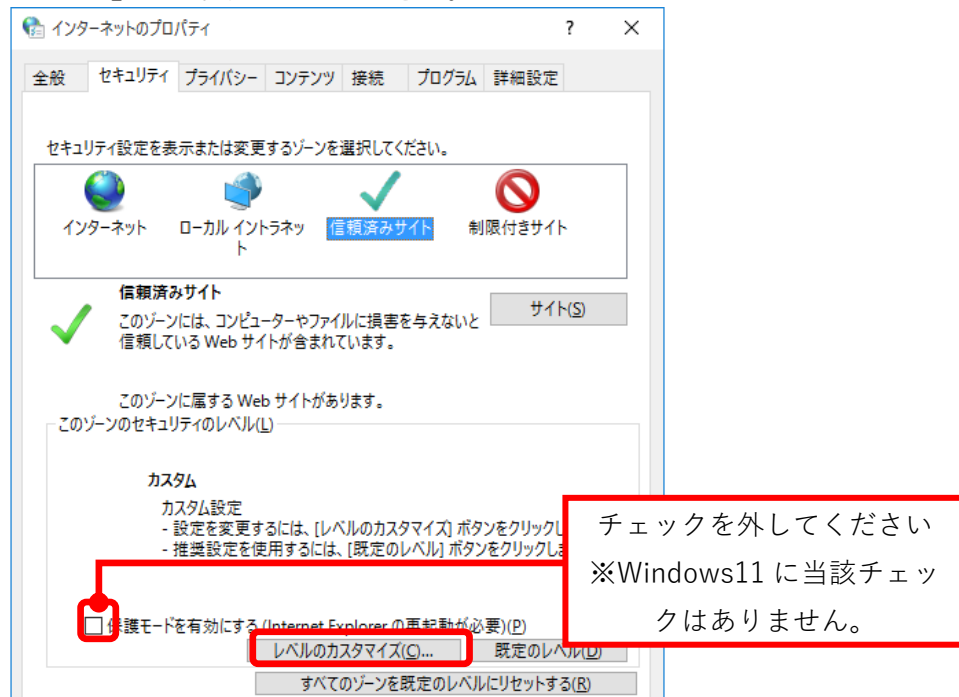 インターネットのプロパティ
?
×
全般
セキュリティ
プライバシー
コンテンツ
接続
プログラム
詳細設定
セキュリティ設定を表示または変更するゾーンを選択してください。
インターネット
ローカル イントラネッ
ト
信頼済みサイト
制限付きサイト
信頼済みサイト
サイト(S)
このゾーンには、コンピューターやファイルに損害を与えないと
信頼している Web サイトが含まれています。
このゾーンに属する Web サイトがあります。
このゾーンのセキュリティのレベル(L)
カスタム
カスタム設定
- 設定を変更するには、[レベルのカスタマイズ] ボタンをクリックし
- 推奨設定を使用するには、[既定のレベル] ボタンをクリックしま
チェックを外してください
※Windows11 に当該チェッ
クはありません。
保護モードを有効にする (Internet Explorer の再起動が必要)(P)
レベルのカスタマイズ(C)...
既定のレベル(D)
すべてのゾーンを既定のレベルにリセットする(R)